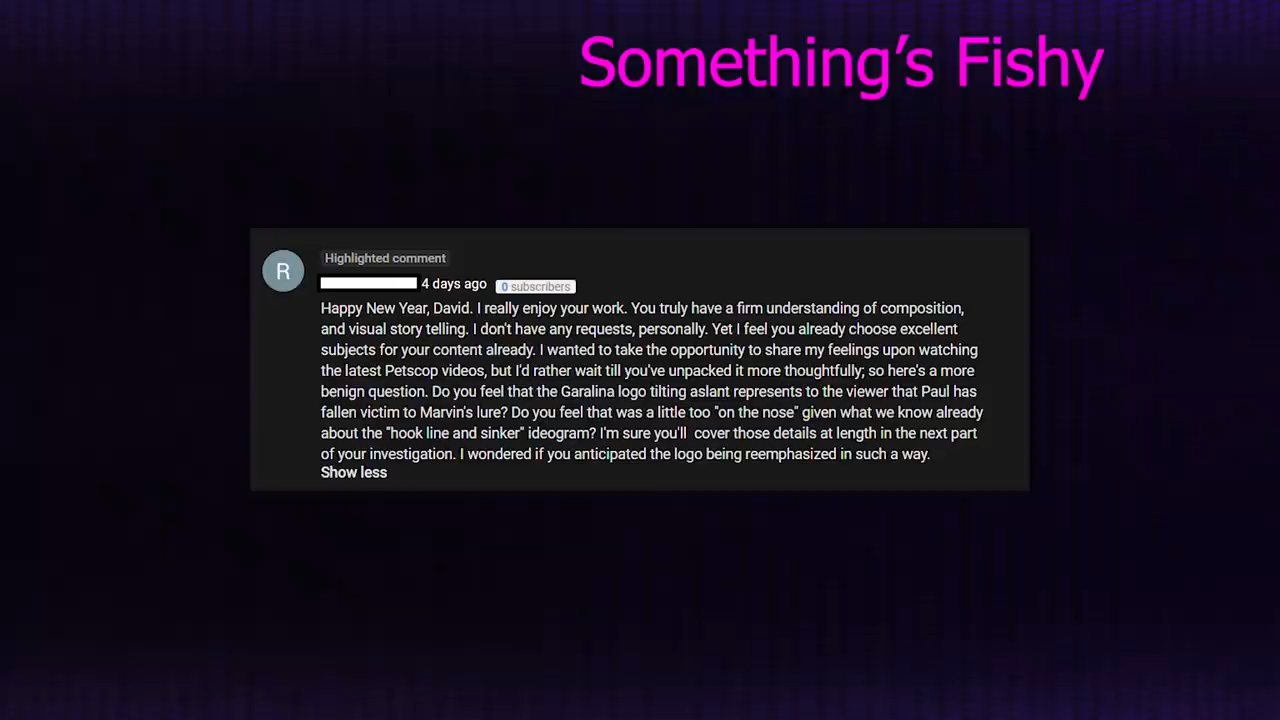 Something's Fishy
R
Highlighted comment
4 days ago 0 subscribers
Happy New Year, David. I really enjoy your work. You truly have a firm understanding of composition,
and visual story telling. I don't have any requests, personally. Yet I feel you already choose excellent
subjects for your content already. I wanted to take the opportunity to share my feelings upon watching
the latest Petscop videos, but I'd rather wait till you've unpacked it more thoughtfully; so here's a more
benign question. Do you feel that the Garalina logo tilting aslant represents to the viewer that Paul has
fallen victim to Marvin's lure? Do you feel that was a little too "on the nose" given what we know already
about the "hook line and sinker" ideogram? I'm sure you'll  cover those details at length in the next part
of your investigation. I wondered if you anticipated the logo being reemphasized in such a way.
Show less